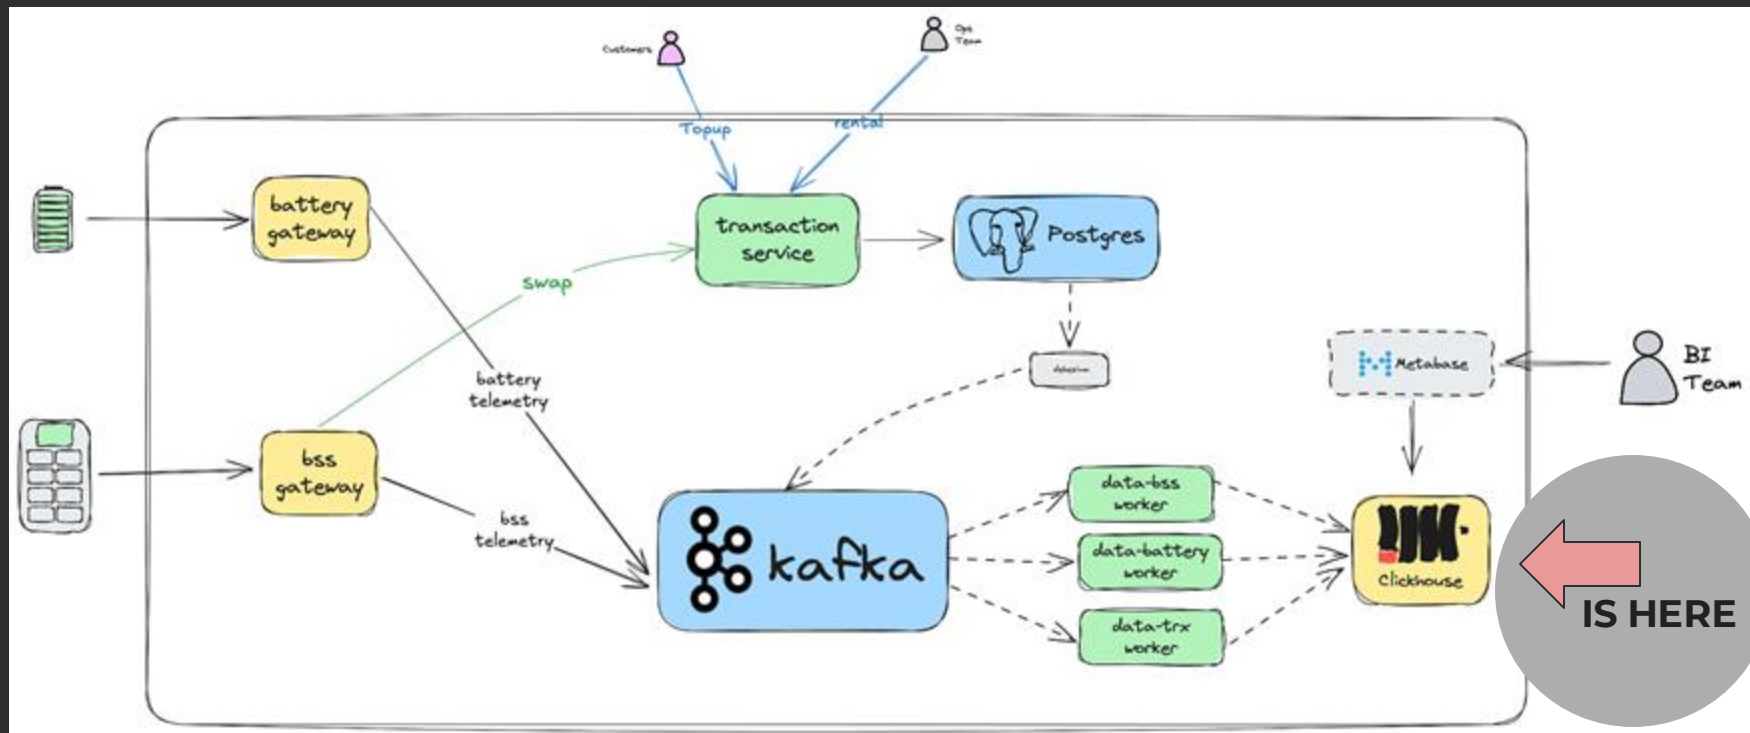 Customers
Ops
Team
Topup
rental
battery
gateway
transaction
service
Postgres
swap
battery
telemetry
debezium
Metabase
BI
Team
bss
gateway
bss
telemetry
kafka
data-bss
worker
data-battery
worker
data-trx
worker
Clickhouse
IS HERE